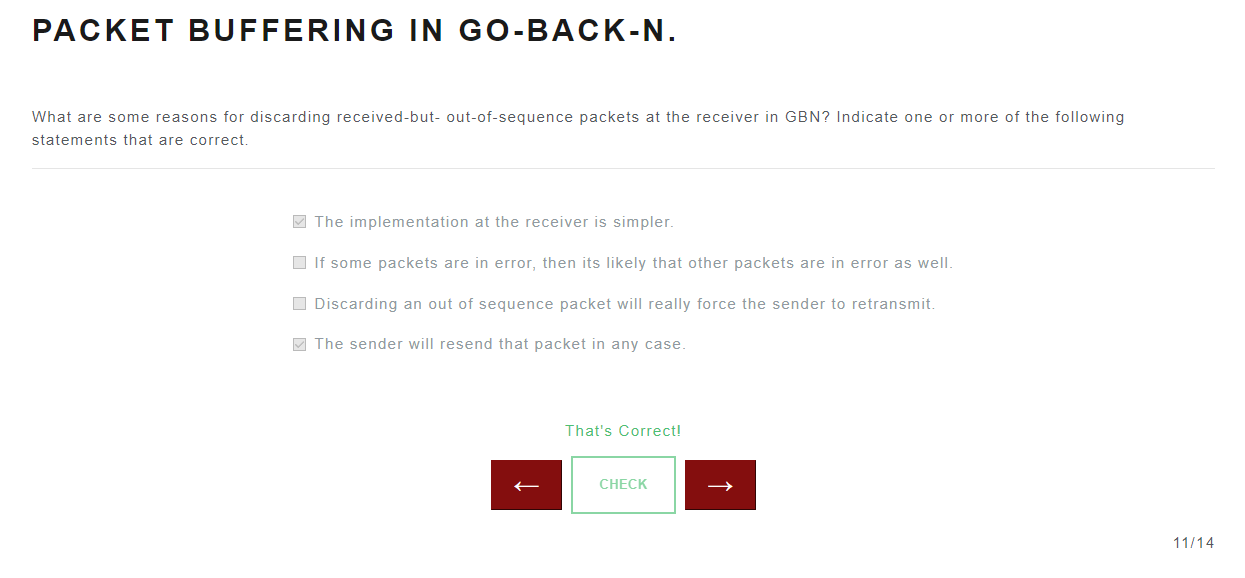 PACKET BUFFERING IN GO-BACK-N.
What are some reasons for discarding received-but- out-of-sequence packets at the receiver in GBN? Indicate one or more of the following
statements that are correct.
The implementation at the receiver is simpler.
If some packets are in error, then its likely that other packets are in error as well.
Discarding an out of sequence packet will really force the sender to retransmit.
The sender will resend that packet in any case.
That's Correct!
← CHECK →
11/14